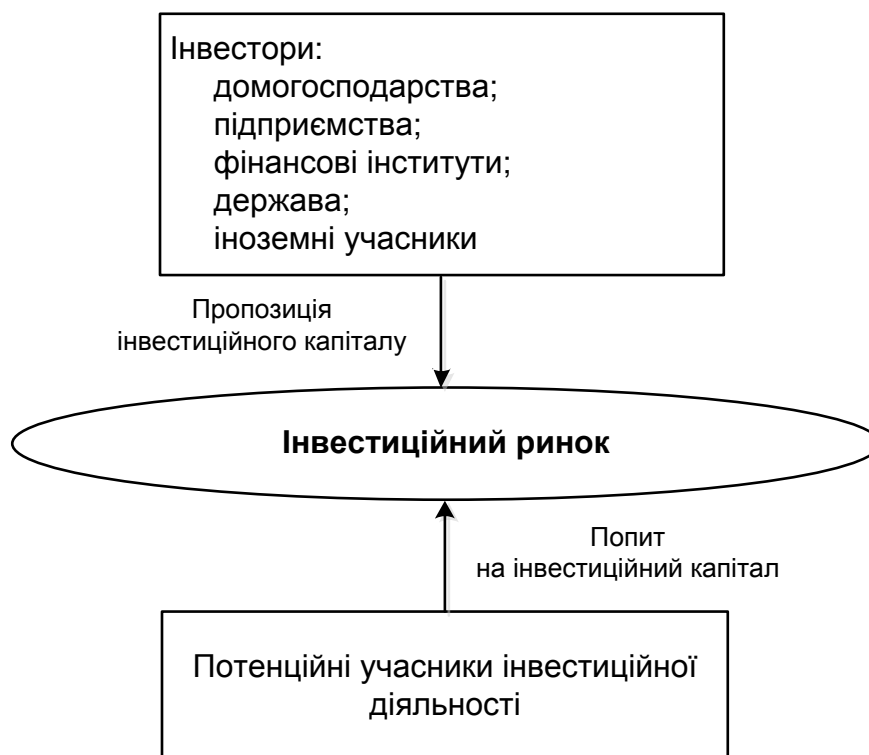 Інвестори:
домогосподарства;
підприємства;
фінансові інститути;
держава;
іноземні учасники
Пропозиція
інвестиційного капіталу
Інвестиційний ринок
Попит
на інвестиційний капітал
Потенційні учасники інвестиційної
діяльності